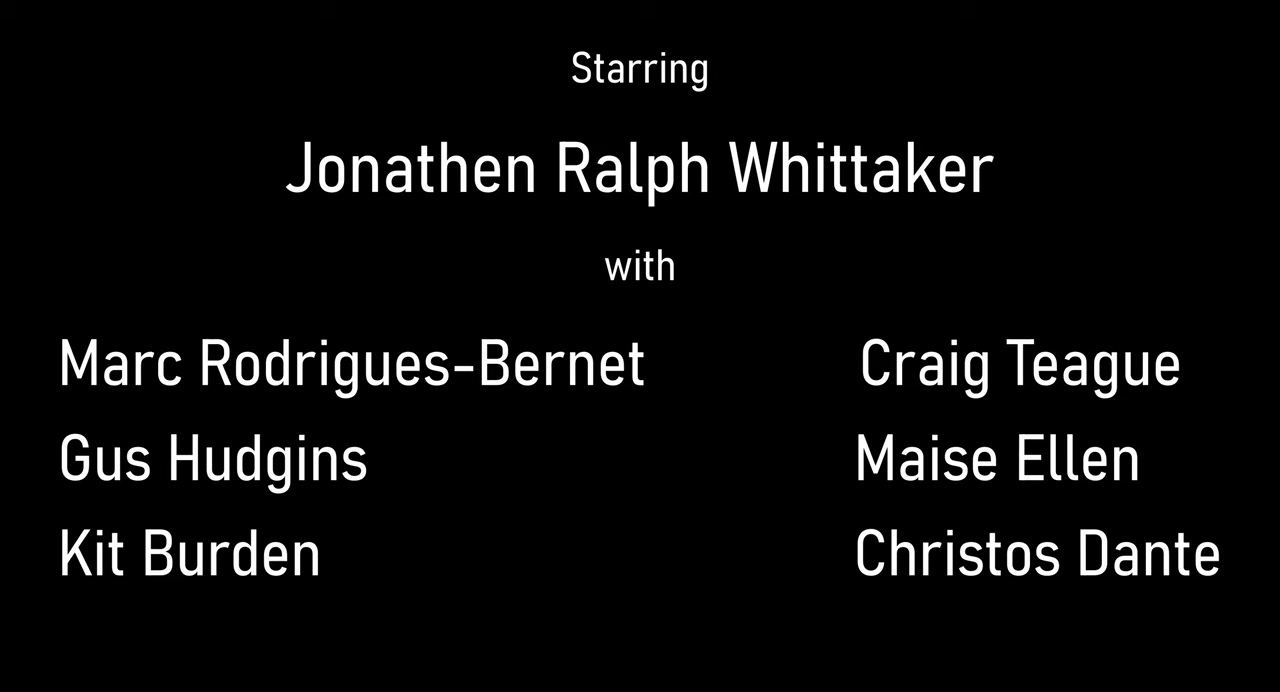 Starring
Jonathen Ralph Whittaker
with
Marc Rodrigues-Bernet Craig Teague
Gus Hudgins Maise Ellen
Kit Burden Christos Dante